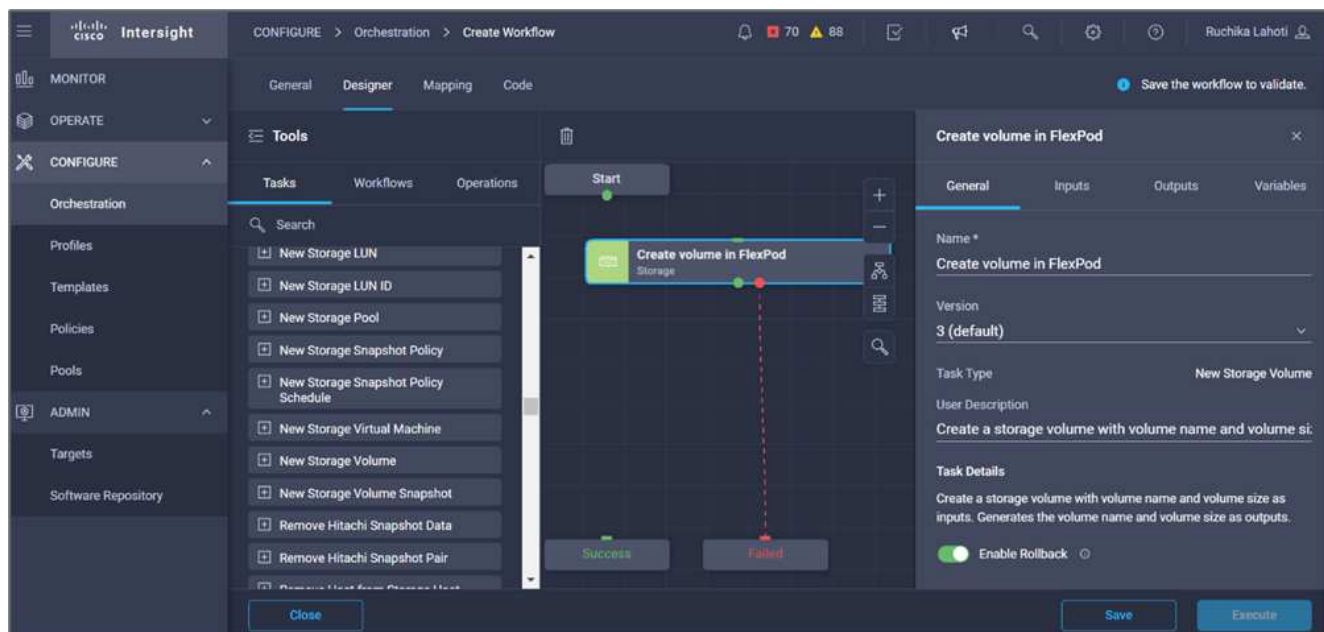 cisco Intersight
CONFIGURE > Orchestration > Create Workflow
70 88
Ruchika Lahoti
MONITOR
OPERATE
CONFIGURE
Orchestration
Profiles
Templates
Policies
Pools
ADMIN
Targets
Software Repository
General Designer Mapping Code
Save the workflow to validate.
Tools
Tasks Workflows Operations
Search
New Storage LUN
New Storage LUN ID
New Storage Pool
New Storage Snapshot Policy
New Storage Snapshot Policy
Schedule
New Storage Virtual Machine
New Storage Volume
New Storage Volume Snapshot
Remove Hitachi Snapshot Data
Remove Hitachi Snapshot Pair
Remove Host from Storage Host
Start
Create volume in FlexPod
Storage
Success
Failed
Create volume in FlexPod
General Inputs Outputs Variables
Name *
Create volume in FlexPod
Version
3 (default)
Task Type New Storage Volume
User Description
Create a storage volume with volume name and volume si
Task Details
Create a storage volume with volume name and volume size as
inputs. Generates the volume name and volume size as outputs.
Enable Rollback
Close
Save
Execute